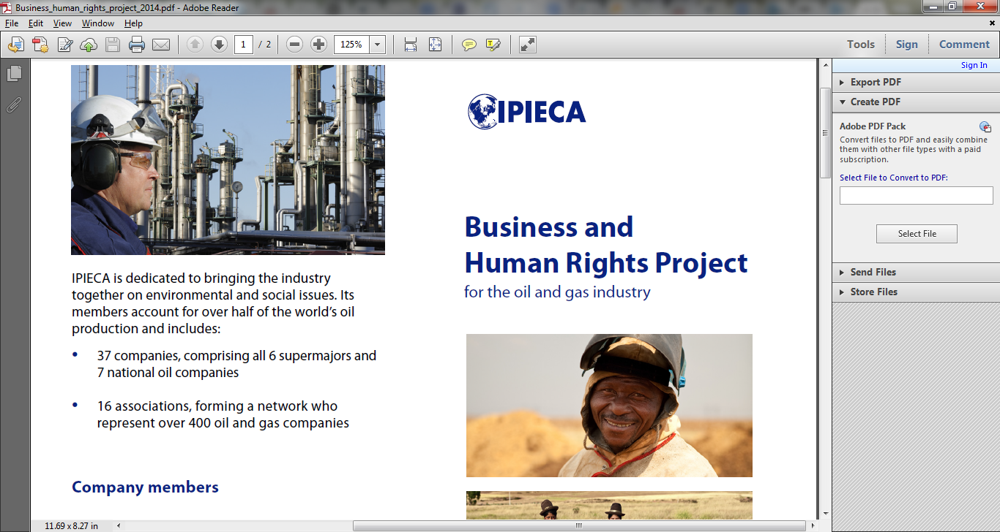 Business_human_rights_project_2014.pdf - Adobe Reader
File Edit View Window Help
1 / 2 125% Tools Sign Comment
Sign In
Export PDF
Create PDF
Adobe PDF Pack
Convert files to PDF and easily combine
them with other file types with a paid
subscription.
Select File to Convert to PDF:
Select File
Send Files
Store Files
IPIECA is dedicated to bringing the industry
together on environmental and social issues. Its
members account for over half of the world’s oil
production and includes:
• 37 companies, comprising all 6 supermajors and
7 national oil companies
• 16 associations, forming a network who
represent over 400 oil and gas companies
Company members
IPIECA
Business and
Human Rights Project
for the oil and gas industry
11.69 x 8.27 in